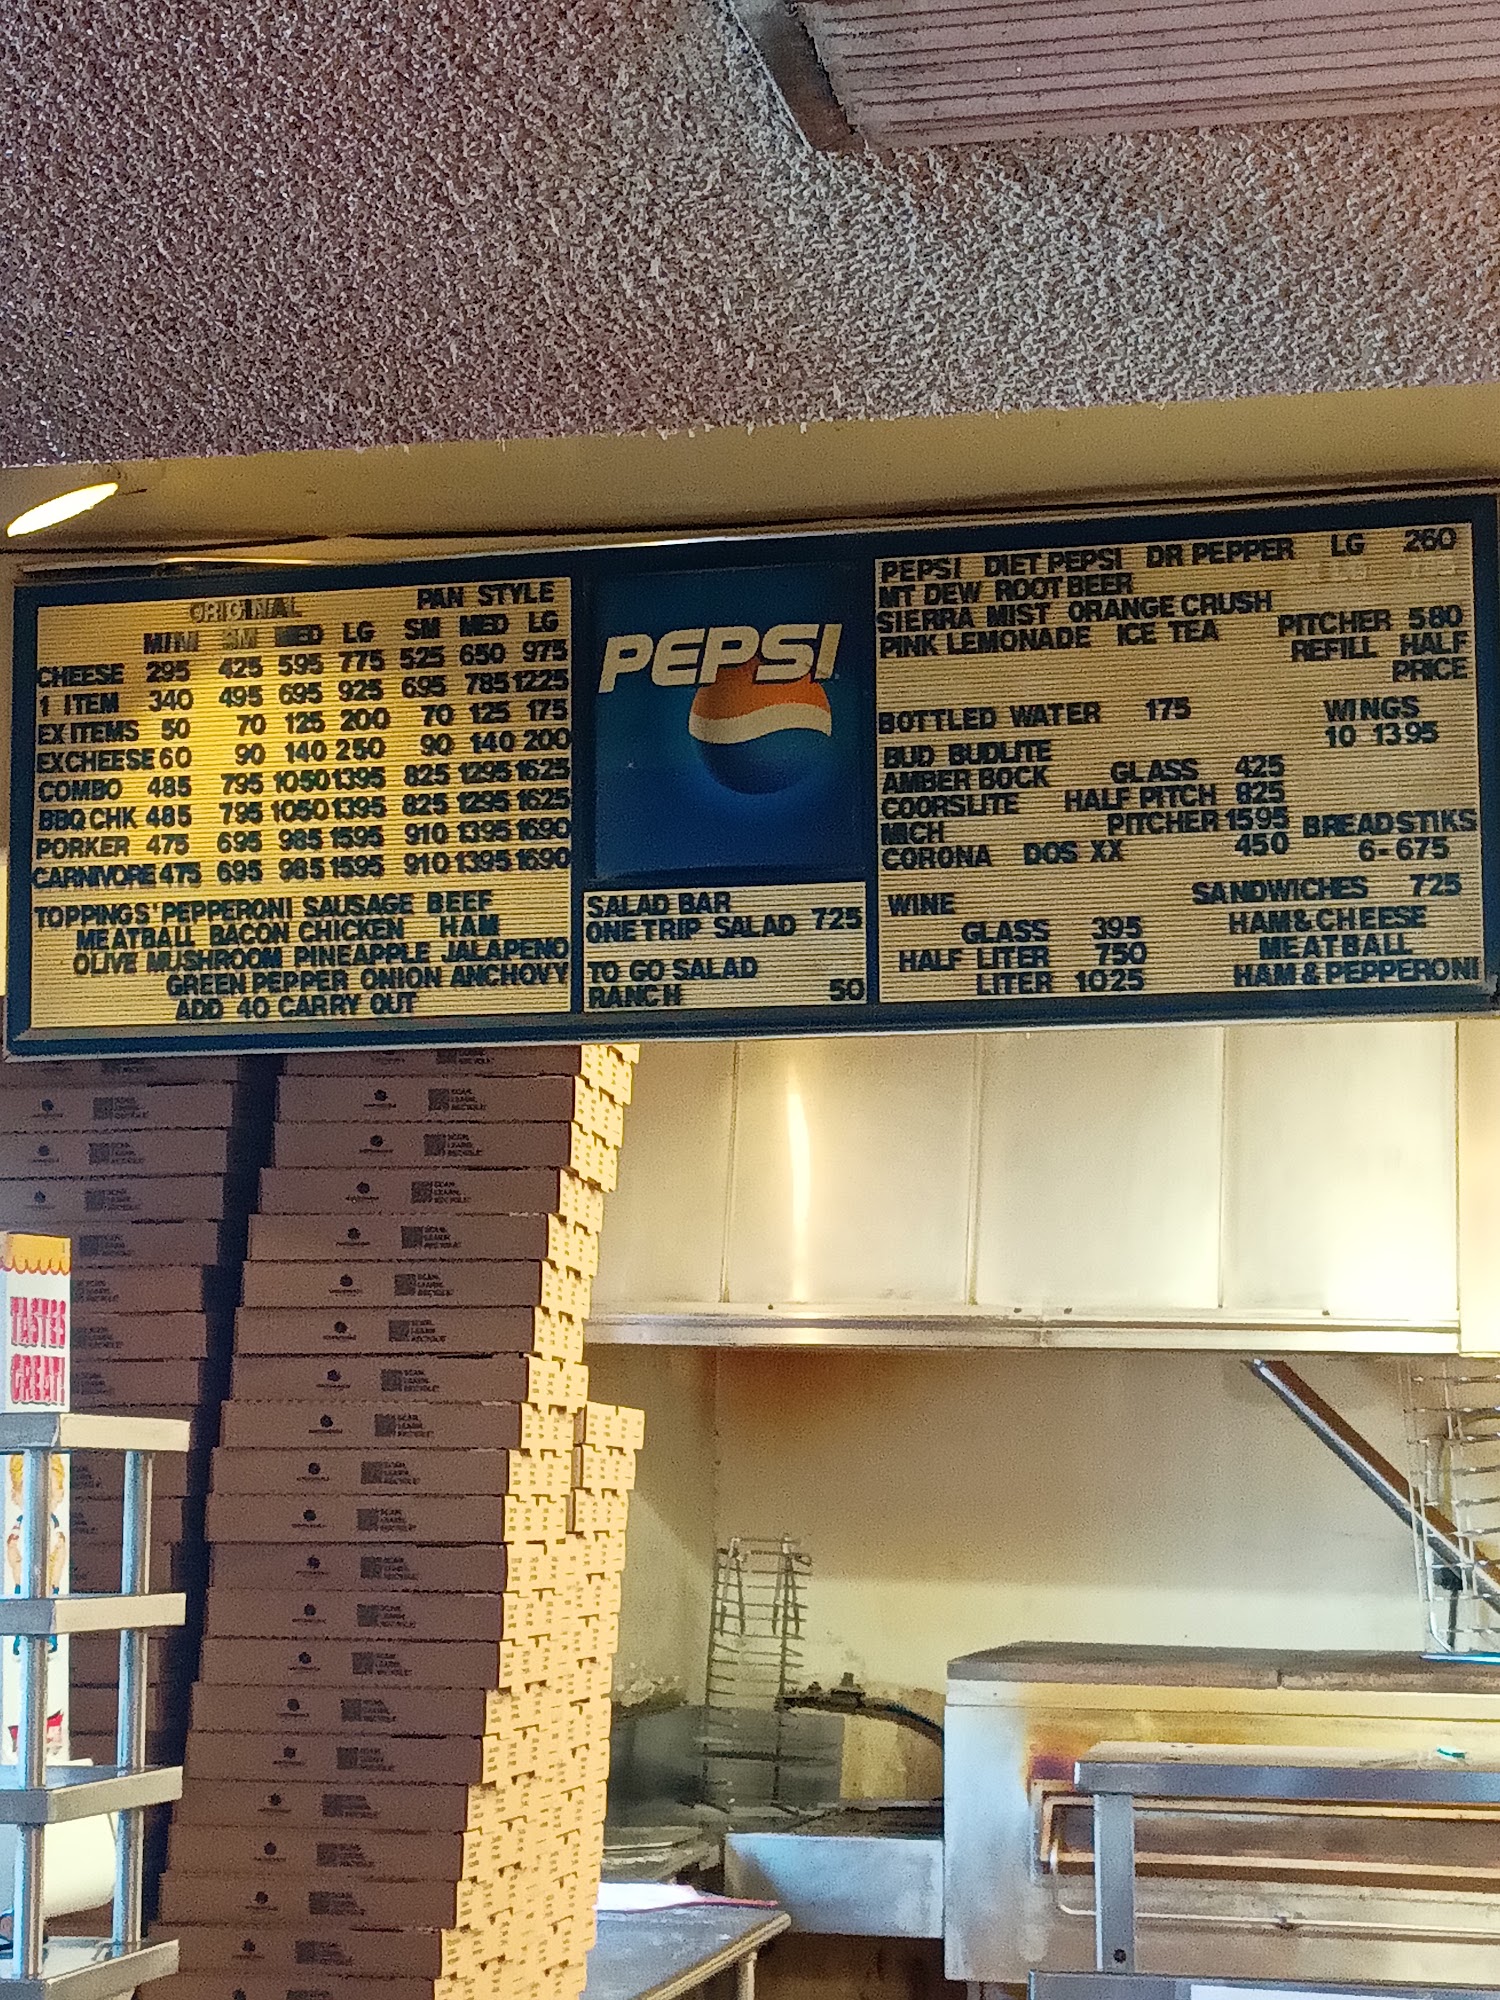 ORIGINAL PAN STYLE
MINI SM MED LG SM MED LG
CHEESE 295 425 595 775 525 650 975
1 ITEM 340 495 695 925 695 785 1225
EX ITEMS 50 70 125 200 70 125 175
EXCHEESE 60 90 140 250 90 140 200
COMBO 485 795 1050 1395 825 1295 1625
BBQ CHK 485 795 1050 1395 825 1295 1625
PORKER 475 695 985 1595 910 1395 1690
CARNIVORE 475 695 985 1595 910 1395 1690
TOPPINGS' PEPPERONI SAUSAGE BEEF
MEATBALL BACON CHICKEN HAM
OLIVE MUSHROOM PINEAPPLE JALAPENO
GREEN PEPPER ONION ANCHOVY
ADD 40 CARRY OUT
PEPSI
SALAD BAR
ONE TRIP SALAD 725
TO GO SALAD
RANCH 50
PEPSI DIET PEPSI DR PEPPER LG 260
MT DEW ROOT BEER
SIERRA MIST ORANGE CRUSH
PINK LEMONADE ICE TEA PITCHER 580
REFILL HALF
PRICE
BOTTLED WATER 175 WINGS
10 1395
BUD BUDLITE
AMBER BOCK GLASS 425
COORSLITE HALF PITCH 825
MICH PITCHER 1595 BREADSTIKS
CORONA DOS XX 450 6-675
WINE SANDWICHES 725
GLASS 395 HAM&CHEESE
HALF LITER 750 MEATBALL
LITER 1025 HAM & PEPPERONI
TASTES
GREAT!